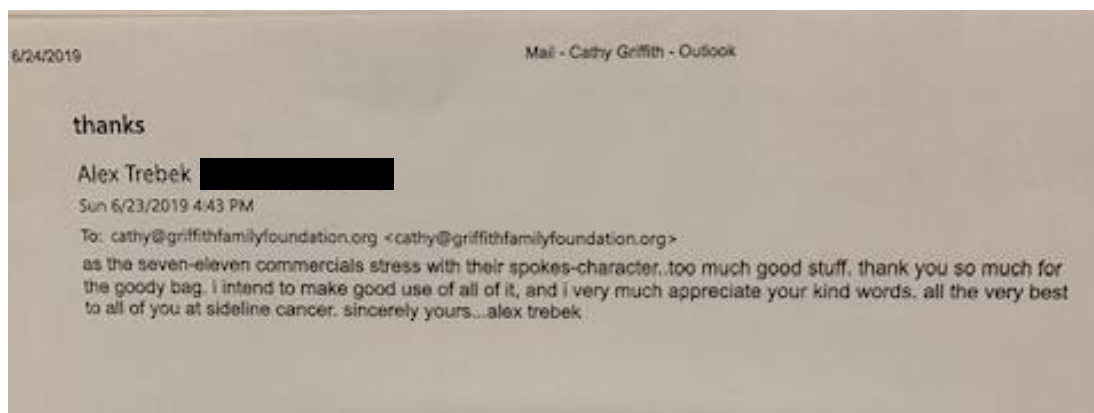 6/24/2019 Mail - Cathy Griffith - Outlook
thanks
Alex Trebek
Sun 6/23/2019 4:43 PM
To: cathy@griffithfamilyfoundation.org <cathy@griffithfamilyfoundation.org>
as the seven-eleven commercials stress with their spokes-character..too much good stuff. thank you so much for
the goody bag. i intend to make good use of all of it, and i very much appreciate your kind words. all the very best
to all of you at sideline cancer. sincerely yours...alex trebek